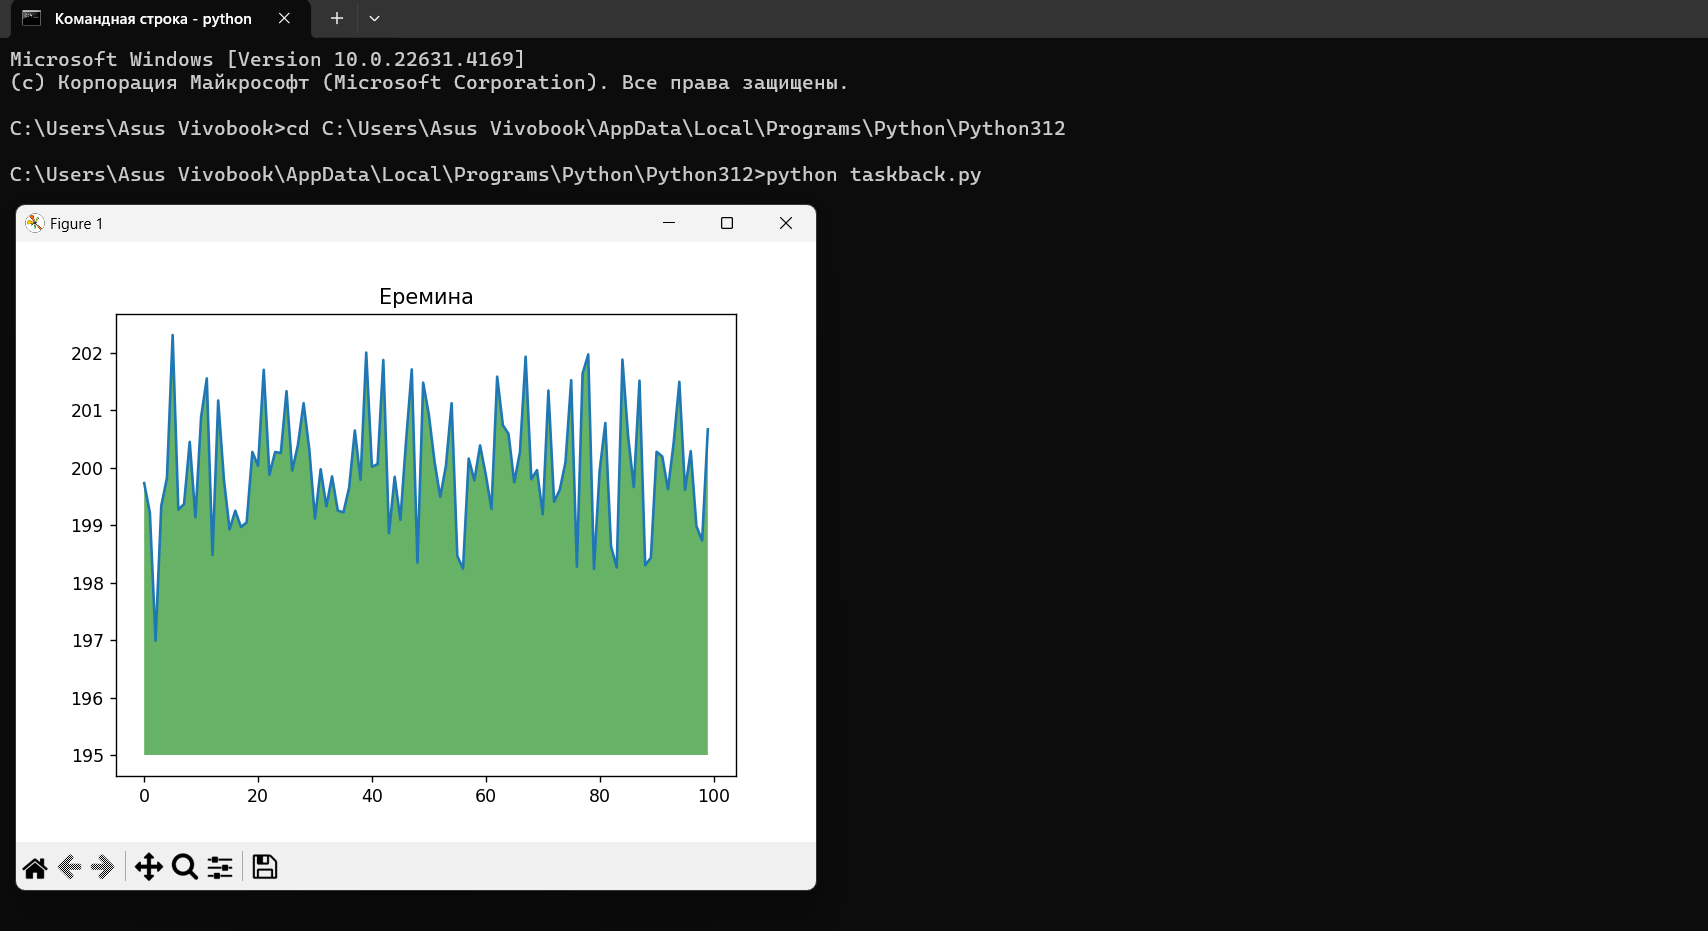 Командная строка - python
Microsoft Windows [Version 10.0.22631.4169]
(c) Корпорация Майкрософт (Microsoft Corporation). Все права защищены.
C:\Users\Asus Vivobook>cd C:\Users\Asus Vivobook\AppData\Local\Programs\Python\Python312
C:\Users\Asus Vivobook\AppData\Local\Programs\Python\Python312>python taskback.py
Figure 1
Еремина
202
201
200
199
198
197
196
195
0 20 40 60 80 100